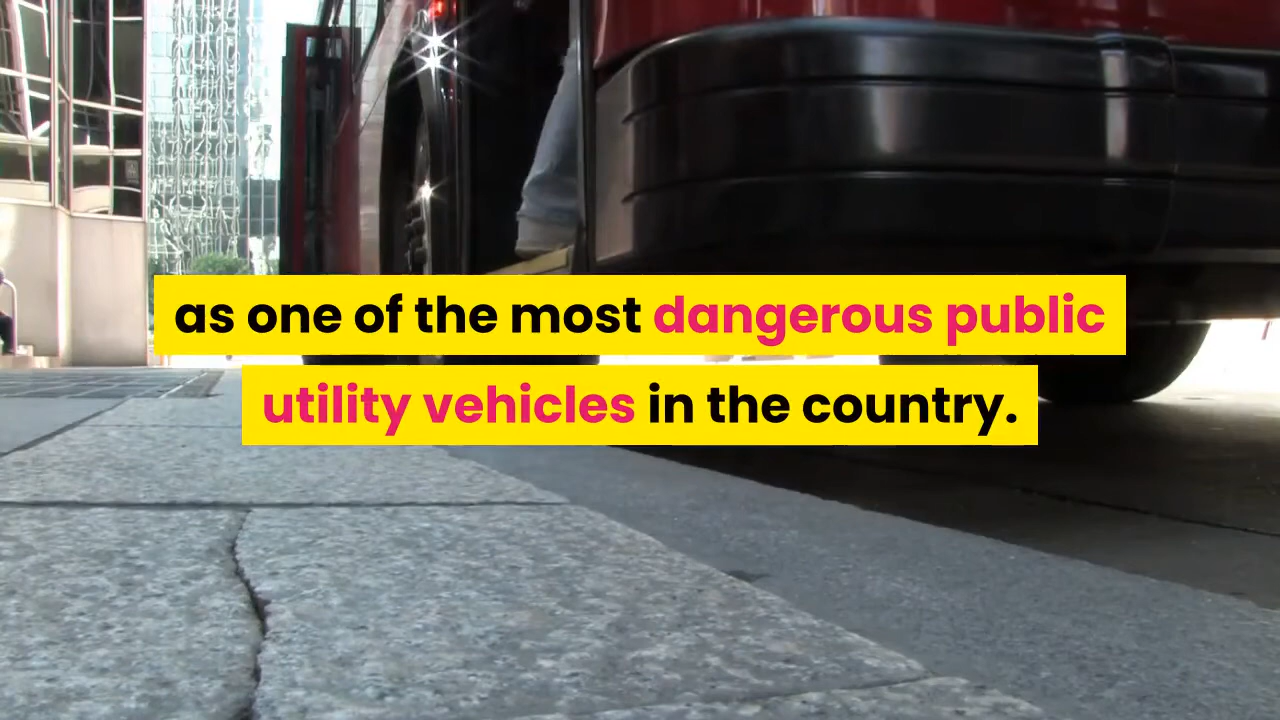 as one of the most dangerous public
utility vehicles in the country.